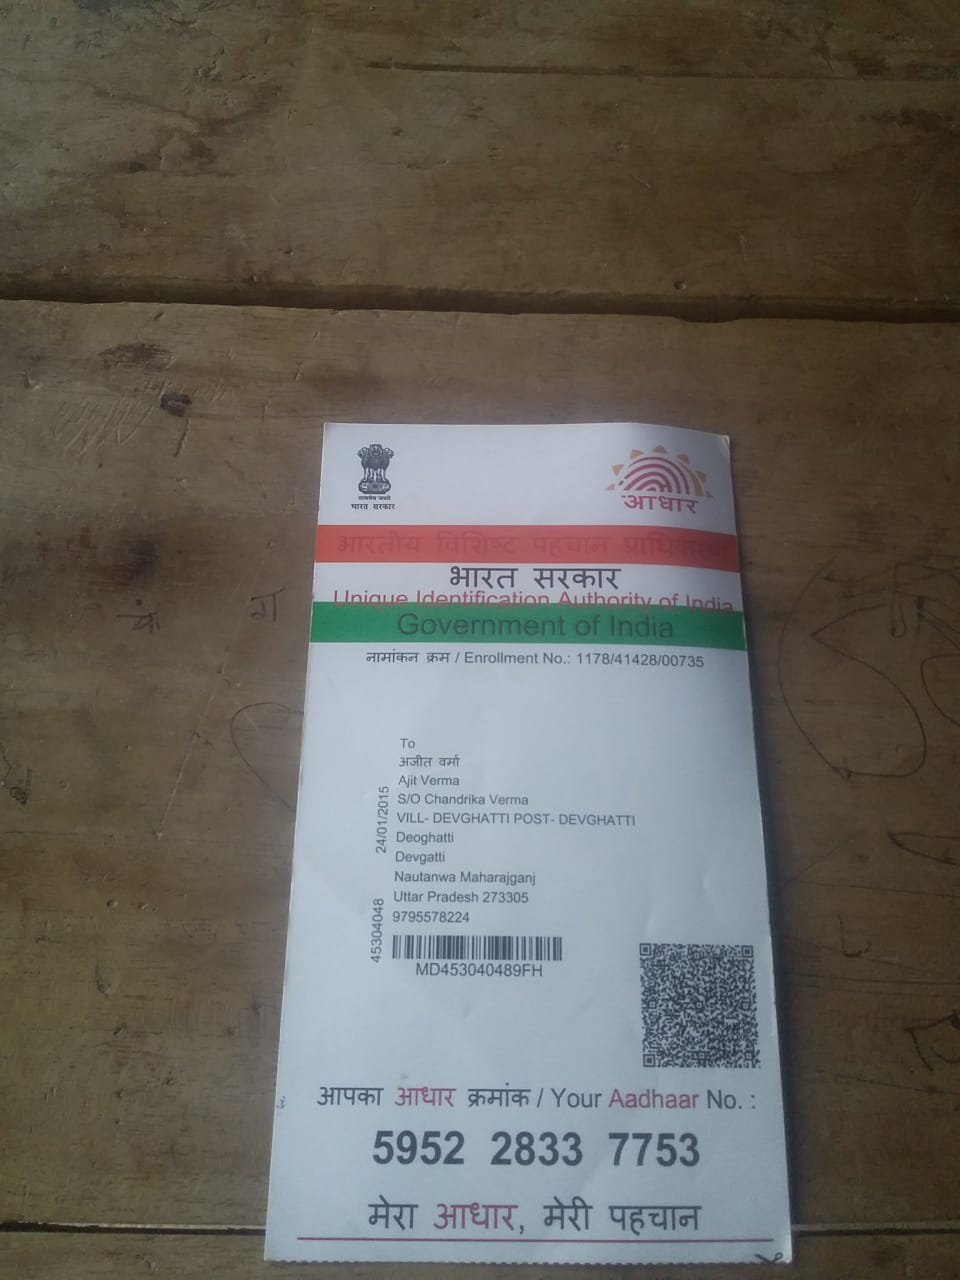 सत्यमेव जयते
भारत सरकार
आधार
भारतीय विशिष्ट पहचान प्राधिकरण
भारत सरकार
Unique Identification Authority of India
Government of India
नामांकन क्रम / Enrollment No.: 1178/41428/00735
To
अजीत वर्मा
Ajit Verma
S/O Chandrika Verma
VILL- DEVGHATTI POST- DEVGHATTI
Deoghatti
Devgatti
Nautanwa Maharajganj
Uttar Pradesh 273305
9795578224
24/01/2015
45304048
MD453040489FH
आपका आधार क्रमांक / Your Aadhaar No. :
5952 2833 7753
मेरा आधार, मेरी पहचान